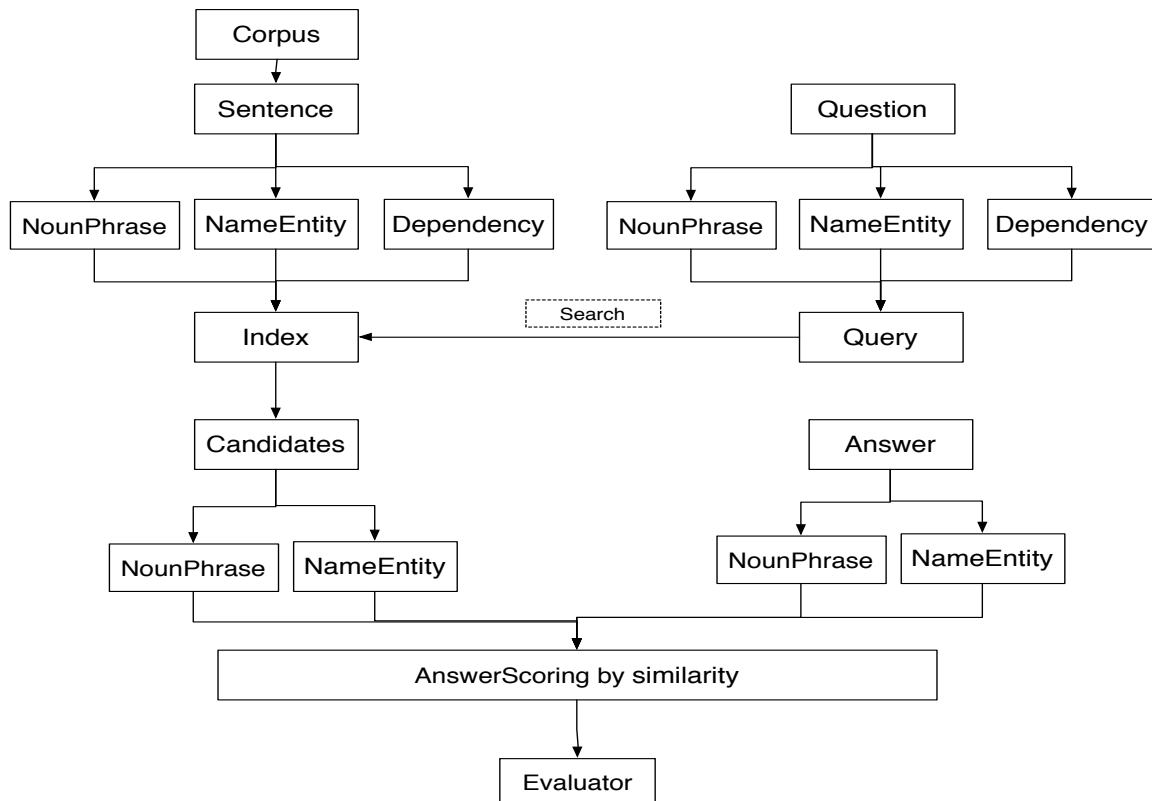 Corpus
Sentence
Question
NounPhrase
NameEntity
Dependency
NounPhrase
NameEntity
Dependency
Search
Index
Query
Candidates
Answer
NounPhrase
NameEntity
NounPhrase
NameEntity
AnswerScoring by similarity
Evaluator